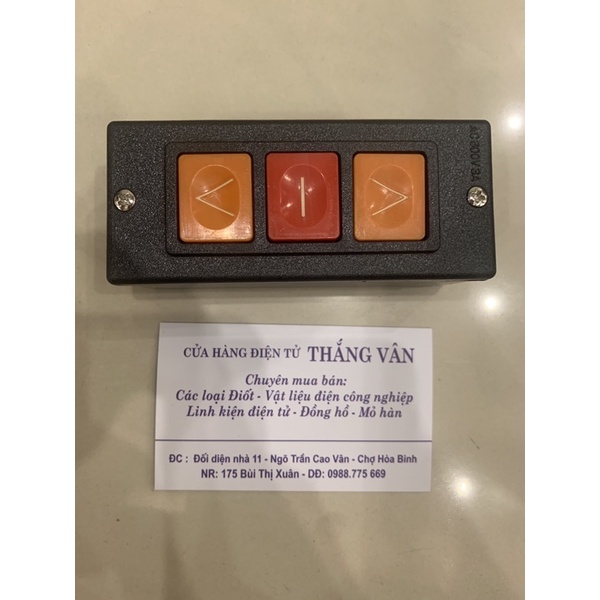 AC300V 3A
CỬA HÀNG ĐIỆN TỬ THẮNG VÂN
Chuyên mua bán:
Các loại Điốt - Vật liệu điện công nghiệp
Linh kiện điện tử - Đồng hồ - Mỏ hàn
ĐC : Đối diện nhà 11 - Ngõ Trần Cao Vân - Chợ Hòa Bình
NR: 175 Bùi Thị Xuân - DĐ: 0988.775 669